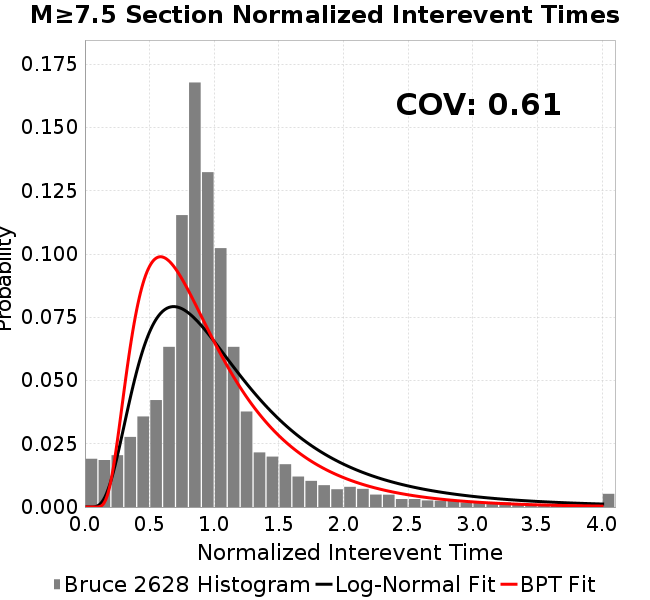 M≥7.5 Section Normalized Interevent Times
COV: 0.61
Probability
0.175
0.150
0.125
0.100
0.075
0.050
0.025
0.000
0.0 0.5 1.0 1.5 2.0 2.5 3.0 3.5 4.0
Normalized Interevent Time
Bruce 2628 Histogram Log-Normal Fit BPT Fit